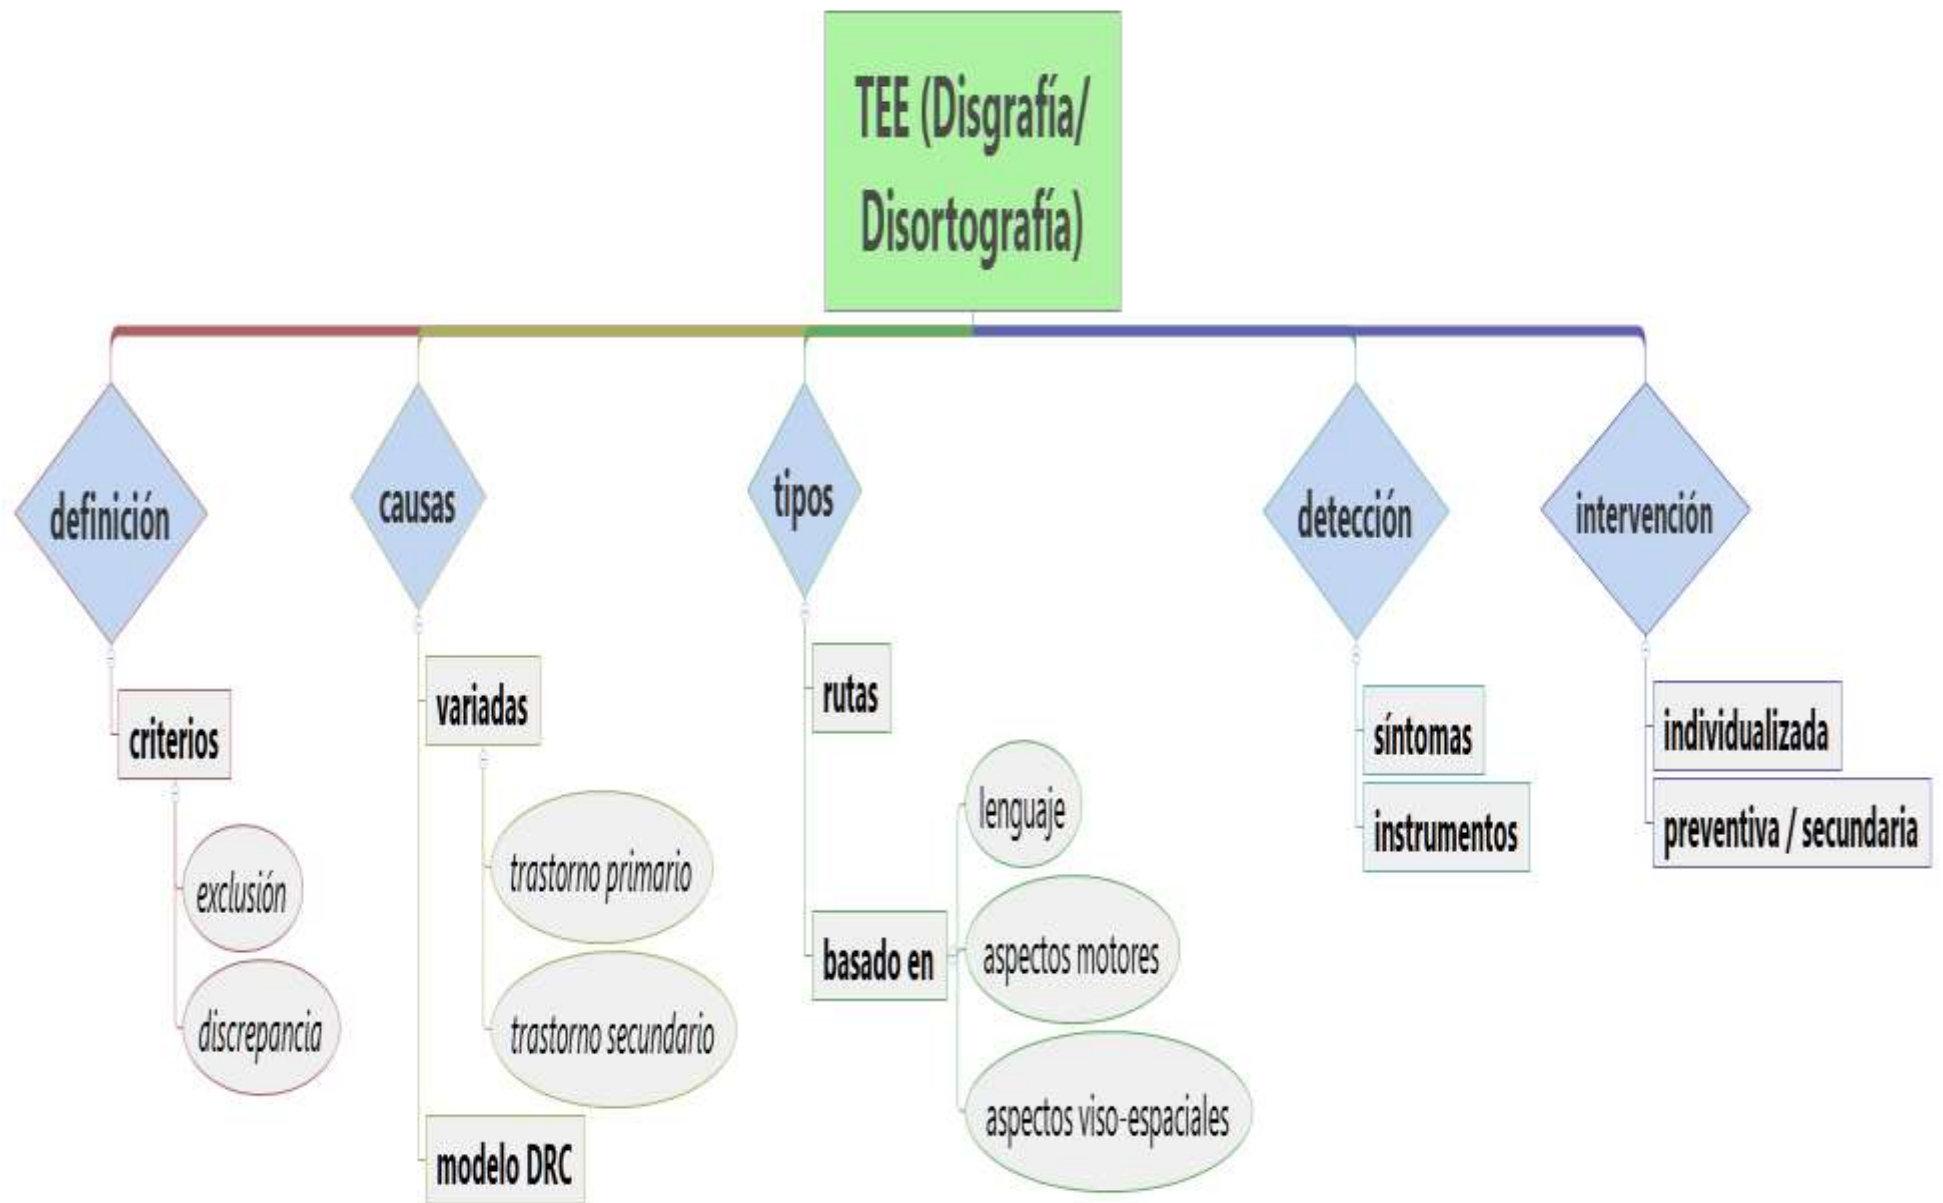 TEE (Disgrafía/
Disortografía)
definición
criterios
exclusión
discrepancia
causas
variadas
trastorno primario
trastorno secundario
modelo DRC
tipos
rutas
basado en
lenguaje
aspectos motores
aspectos viso-espaciales
detección
síntomas
instrumentos
intervención
individualizada
preventiva / secundaria